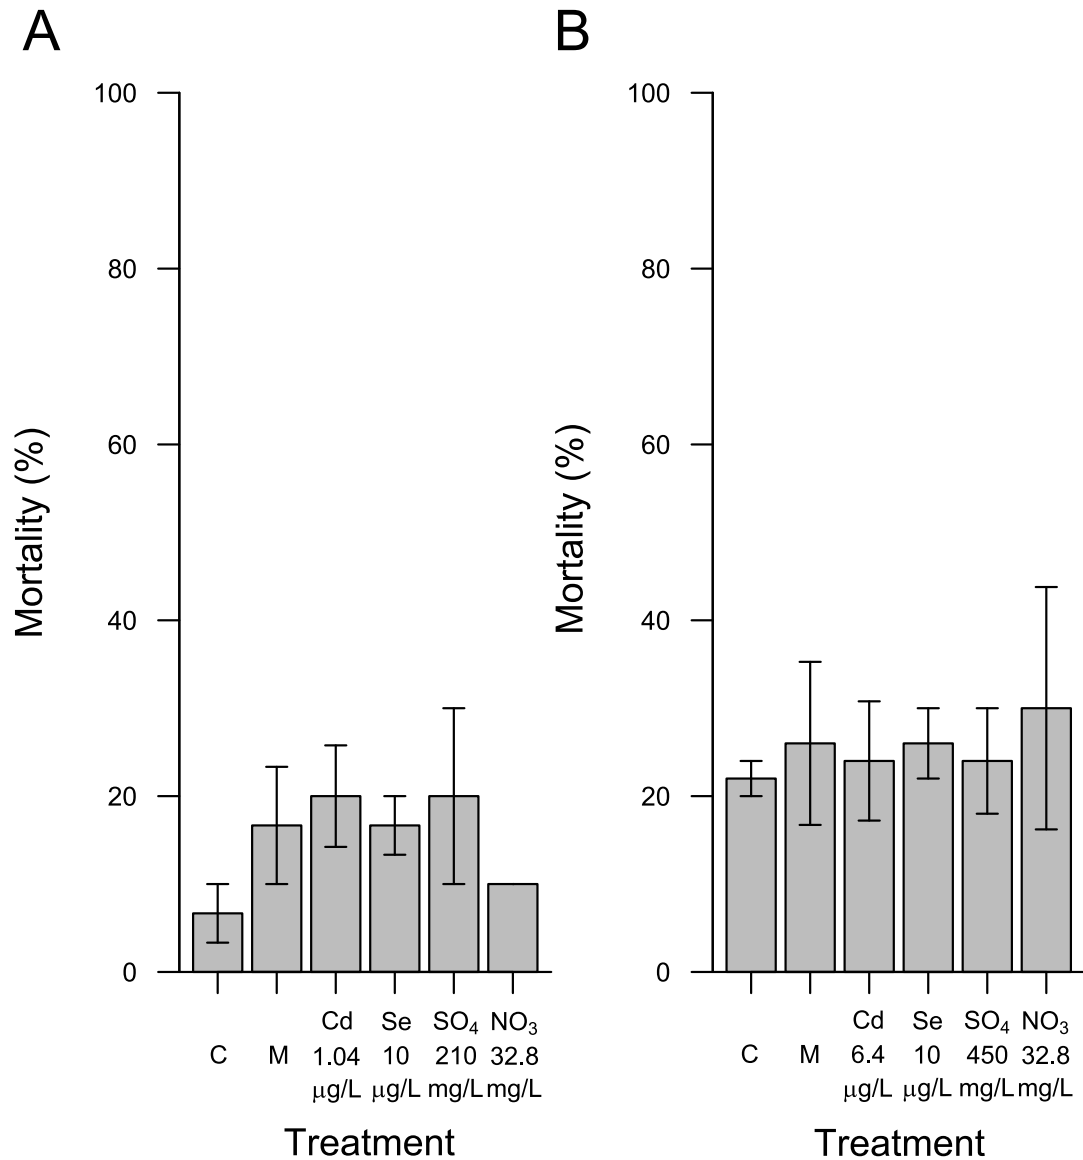 A
Mortality (%)
100
80
60
40
20
0
C
M
Cd
1.04
µg/L
Se
10
µg/L
SO₄
210
mg/L
NO₃
32.8
mg/L
Treatment
B
Mortality (%)
100
80
60
40
20
0
C
M
Cd
6.4
µg/L
Se
10
µg/L
SO₄
450
mg/L
NO₃
32.8
mg/L
Treatment